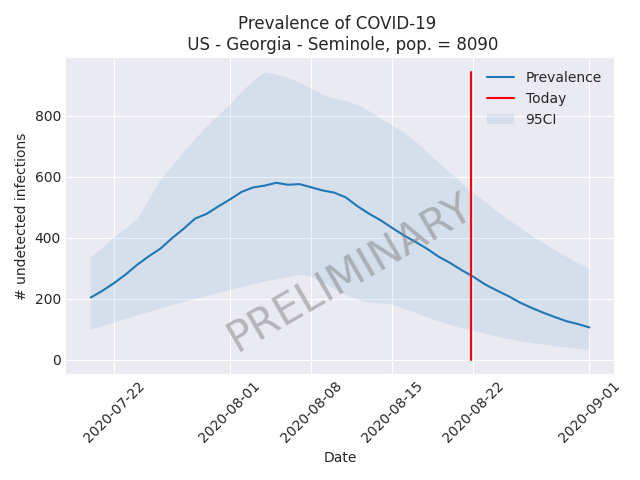 Prevalence of COVID-19
US - Georgia - Seminole, pop. = 8090
Prevalence
Today
95CI
# undetected infections
800
600
400
200
0
PRELIMINARY
2020-07-22
2020-08-01
2020-08-08
2020-08-15
2020-08-22
2020-09-01
Date